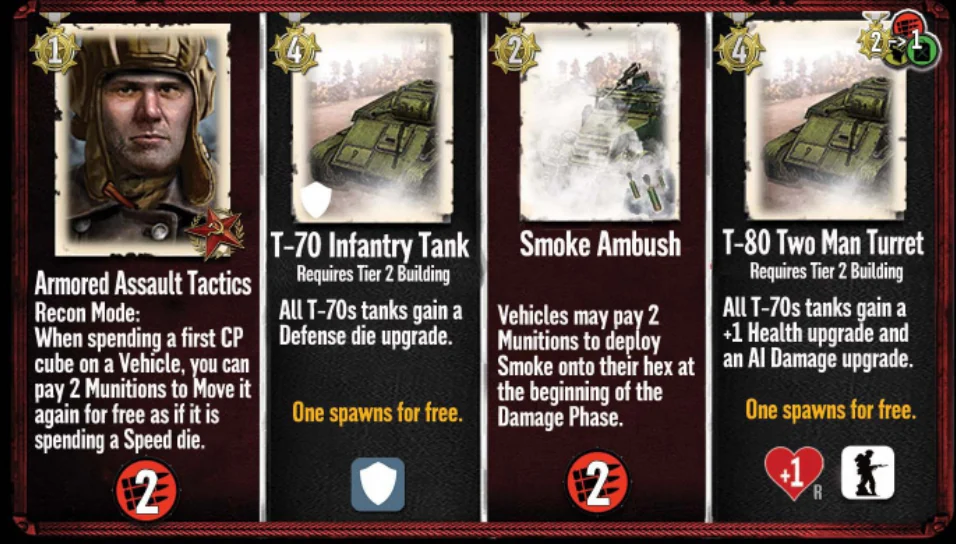 1
Armored Assault Tactics
Recon Mode:
When spending a first CP
cube on a Vehicle, you can
pay 2 Munitions to Move it
again for free as if it is
spending a Speed die.
2
4
T-70 Infantry Tank
Requires Tier 2 Building
All T-70s tanks gain a
Defense die upgrade.
One spawns for free.
2
Smoke Ambush
Vehicles may pay 2
Munitions to deploy
Smoke onto their hex at
the beginning of the
Damage Phase.
2
4
2->1
T-80 Two Man Turret
Requires Tier 2 Building
All T-70s tanks gain a
+1 Health upgrade and
an AI Damage upgrade.
One spawns for free.
+1
R